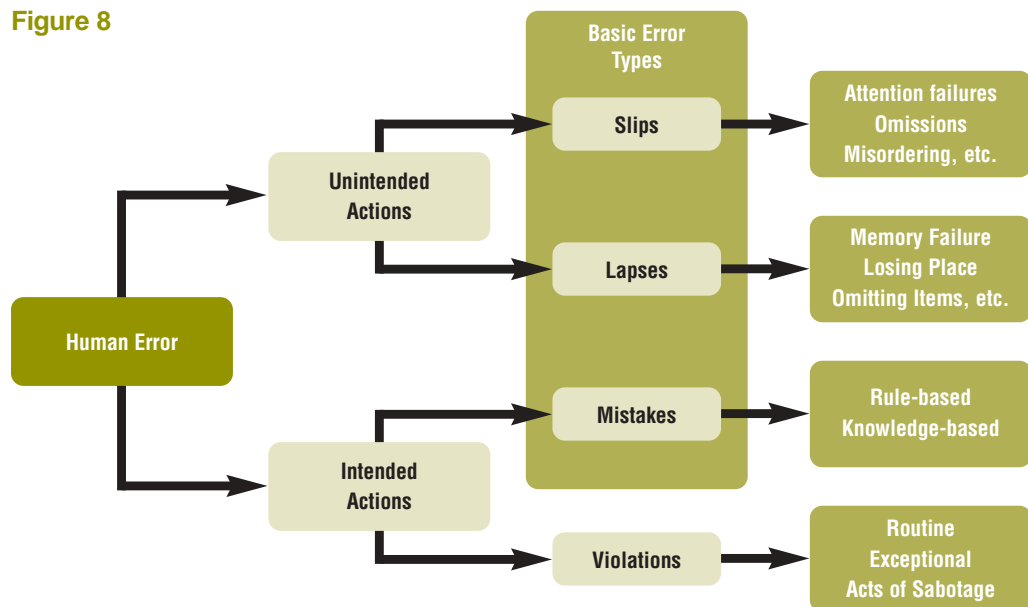 Figure 8
Basic Error
Types
Slips
Attention failures
Omissions
Misordering, etc.
Unintended
Actions
Lapses
Memory Failure
Losing Place
Omitting Items, etc.
Human Error
Mistakes
Rule-based
Knowledge-based
Intended
Actions
Violations
Routine
Exceptional
Acts of Sabotage